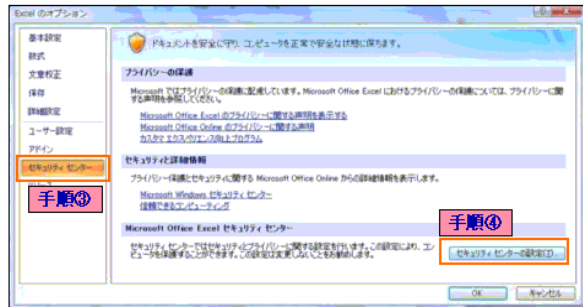 Excel のオプション
基本設定
数式
文章校正
保存
詳細設定
ユーザー設定
アドイン
セキュリティ センター
手順③
ドキュメントを安全に守り、コンピュータを正常で安全な状態に保ちます。
プライバシーの保護
Microsoft ではプライバシーの保護に配慮しています。Microsoft Office Excel におけるプライバシーの保護については、プライバシーに関
する声明を参照してください。
Microsoft Office Excel のプライバシーに関する声明を表示する
Microsoft Office Online のプライバシーに関する声明
カスタマ エクスペリエンス向上プログラム
セキュリティと詳細情報
プライバシー保護とセキュリティに関する Microsoft Office Online からの詳細情報を表示します。
Microsoft Windows セキュリティ センター
信頼できるコンピューティング
Microsoft Office Excel セキュリティ センター
手順④
セキュリティ センターではセキュリティとプライバシーに関する設定を行います。この設定により、コン
ピュータを保護することができます。この設定は変更しないことをお勧めします。
セキュリティ センターの設定(T)...
OK
キャンセル